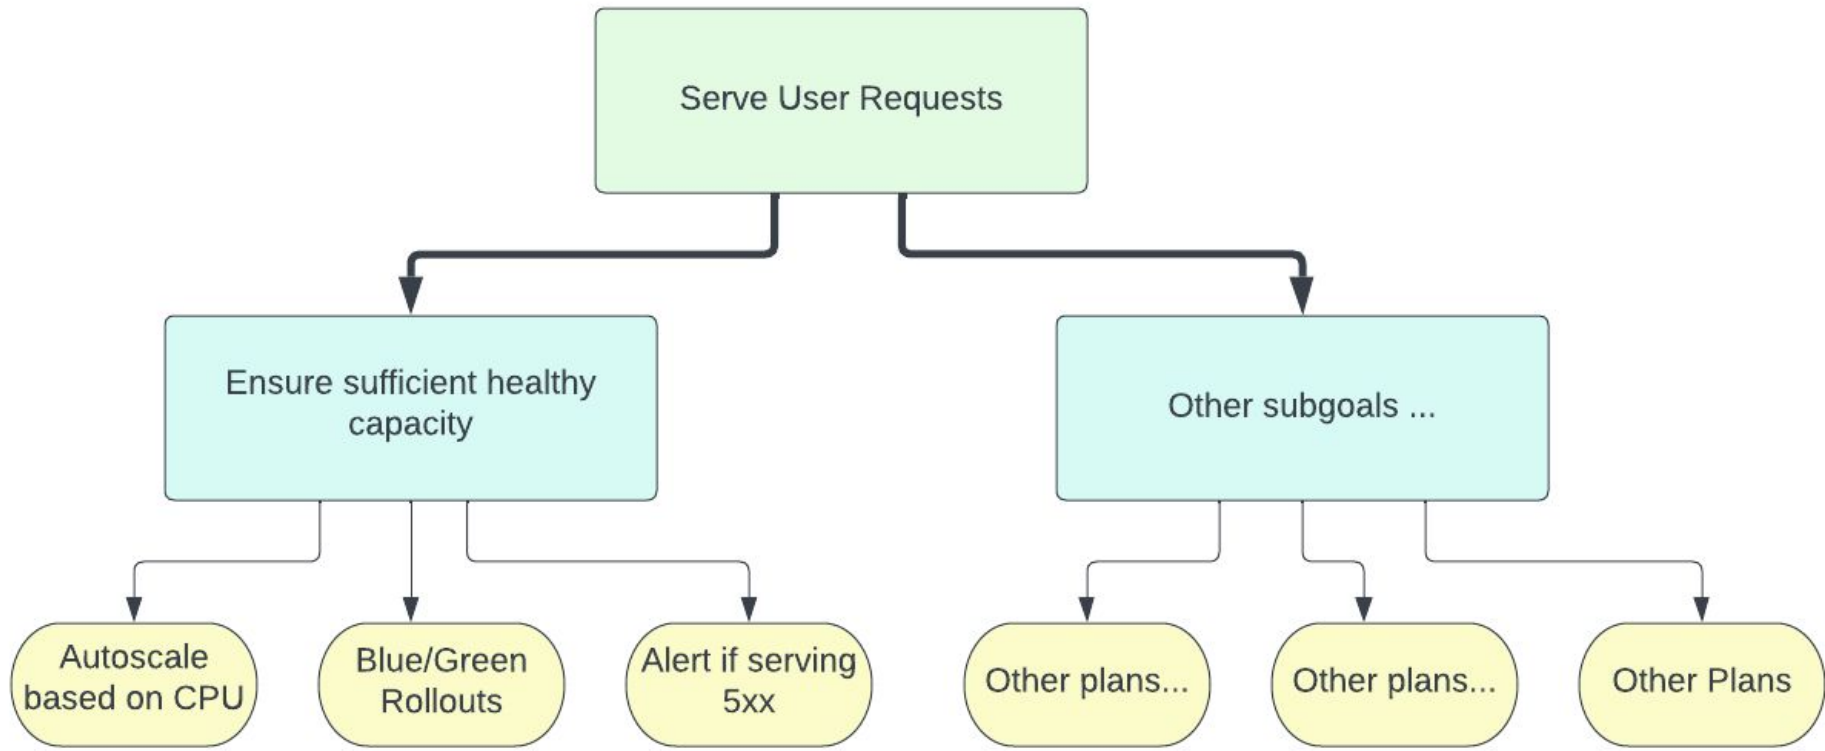 Serve User Requests
Ensure sufficient healthy
capacity
Other subgoals ...
Autoscale
based on CPU
Blue/Green
Rollouts
Alert if serving
5xx
Other plans...
Other plans...
Other Plans